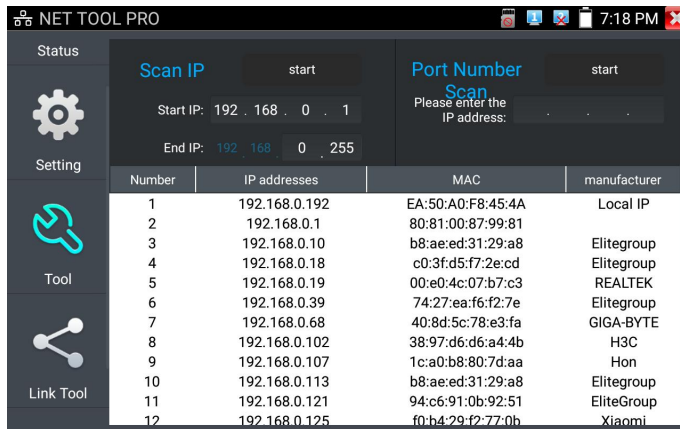 NET TOOL PRO 1 7:18 PM
Status
Setting
Tool
Link Tool
Scan IP start
Start IP: 192 . 168 . 0 . 1
End IP: 192 . 168 . 0 . 255
Port Number Scan start
Please enter the
IP address: . . .
Number IP addresses MAC manufacturer
1 192.168.0.192 EA:50:A0:F8:45:4A Local IP
2 192.168.0.1 80:81:00:87:99:81
3 192.168.0.10 b8:ae:ed:31:29:a8 Elitegroup
4 192.168.0.18 c0:3f:d5:f7:2e:cd Elitegroup
5 192.168.0.19 00:e0:4c:07:b7:c3 REALTEK
6 192.168.0.39 74:27:ea:f6:f2:7e Elitegroup
7 192.168.0.68 40:8d:5c:78:e3:fa GIGA-BYTE
8 192.168.0.102 38:97:d6:d6:a4:4b H3C
9 192.168.0.107 1c:a0:b8:80:7d:aa Hon
10 192.168.0.113 b8:ae:ed:31:29:a8 Elitegroup
11 192.168.0.121 94:c6:91:0b:92:51 EliteGroup
12 192.168.0.125 f0:b4:29:f2:77:0b Xiaomi